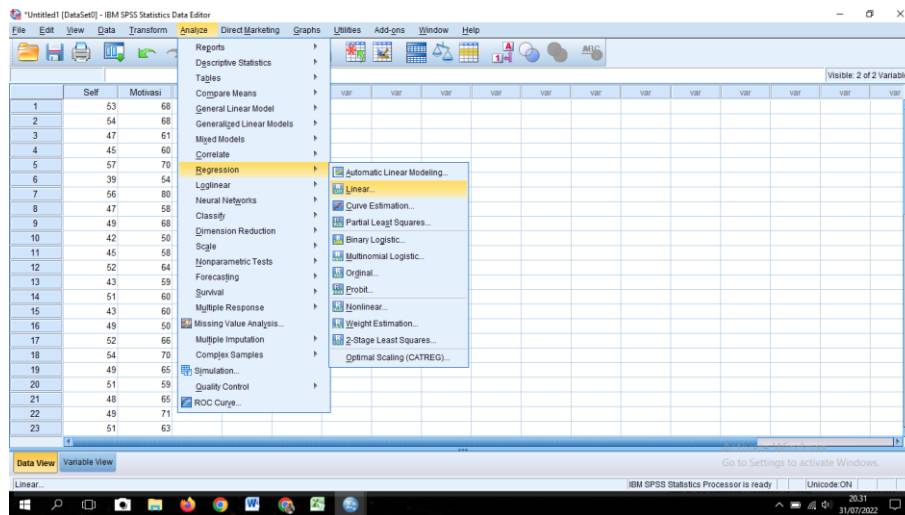 *Untitled1 [DataSet0] - IBM SPSS Statistics Data Editor
File Edit View Data Transform Analyze Direct Marketing Graphs Utilities Add-ons Window Help
Visible: 2 of 2 Variabl
Self Motivasi var var var var var var var var var var var var
1 53 68
2 54 68
3 47 61
4 45 60
5 57 70
6 39 54
7 56 80
8 47 58
9 49 68
10 42 50
11 45 58
12 52 64
13 43 59
14 51 60
15 43 60
16 49 50
17 52 66
18 54 70
19 49 65
20 51 59
21 48 65
22 49 71
23 51 63
Reports
Descriptive Statistics
Tables
Compare Means
General Linear Model
Generalized Linear Models
Mixed Models
Correlate
Regression
Loglinear
Neural Networks
Classify
Dimension Reduction
Scale
Nonparametric Tests
Forecasting
Survival
Multiple Response
Missing Value Analysis...
Multiple Imputation
Complex Samples
Simulation...
Quality Control
ROC Curve...
Automatic Linear Modeling...
Linear...
Curve Estimation...
Partial Least Squares...
Binary Logistic...
Multinomial Logistic...
Ordinal...
Probit...
Nonlinear...
Weight Estimation...
2-Stage Least Squares...
Optimal Scaling (CATREG)...
Data View Variable View
Go to Settings to activate Windows.
Linear... IBM SPSS Statistics Processor is ready Unicode:ON
20.31
31/07/2022